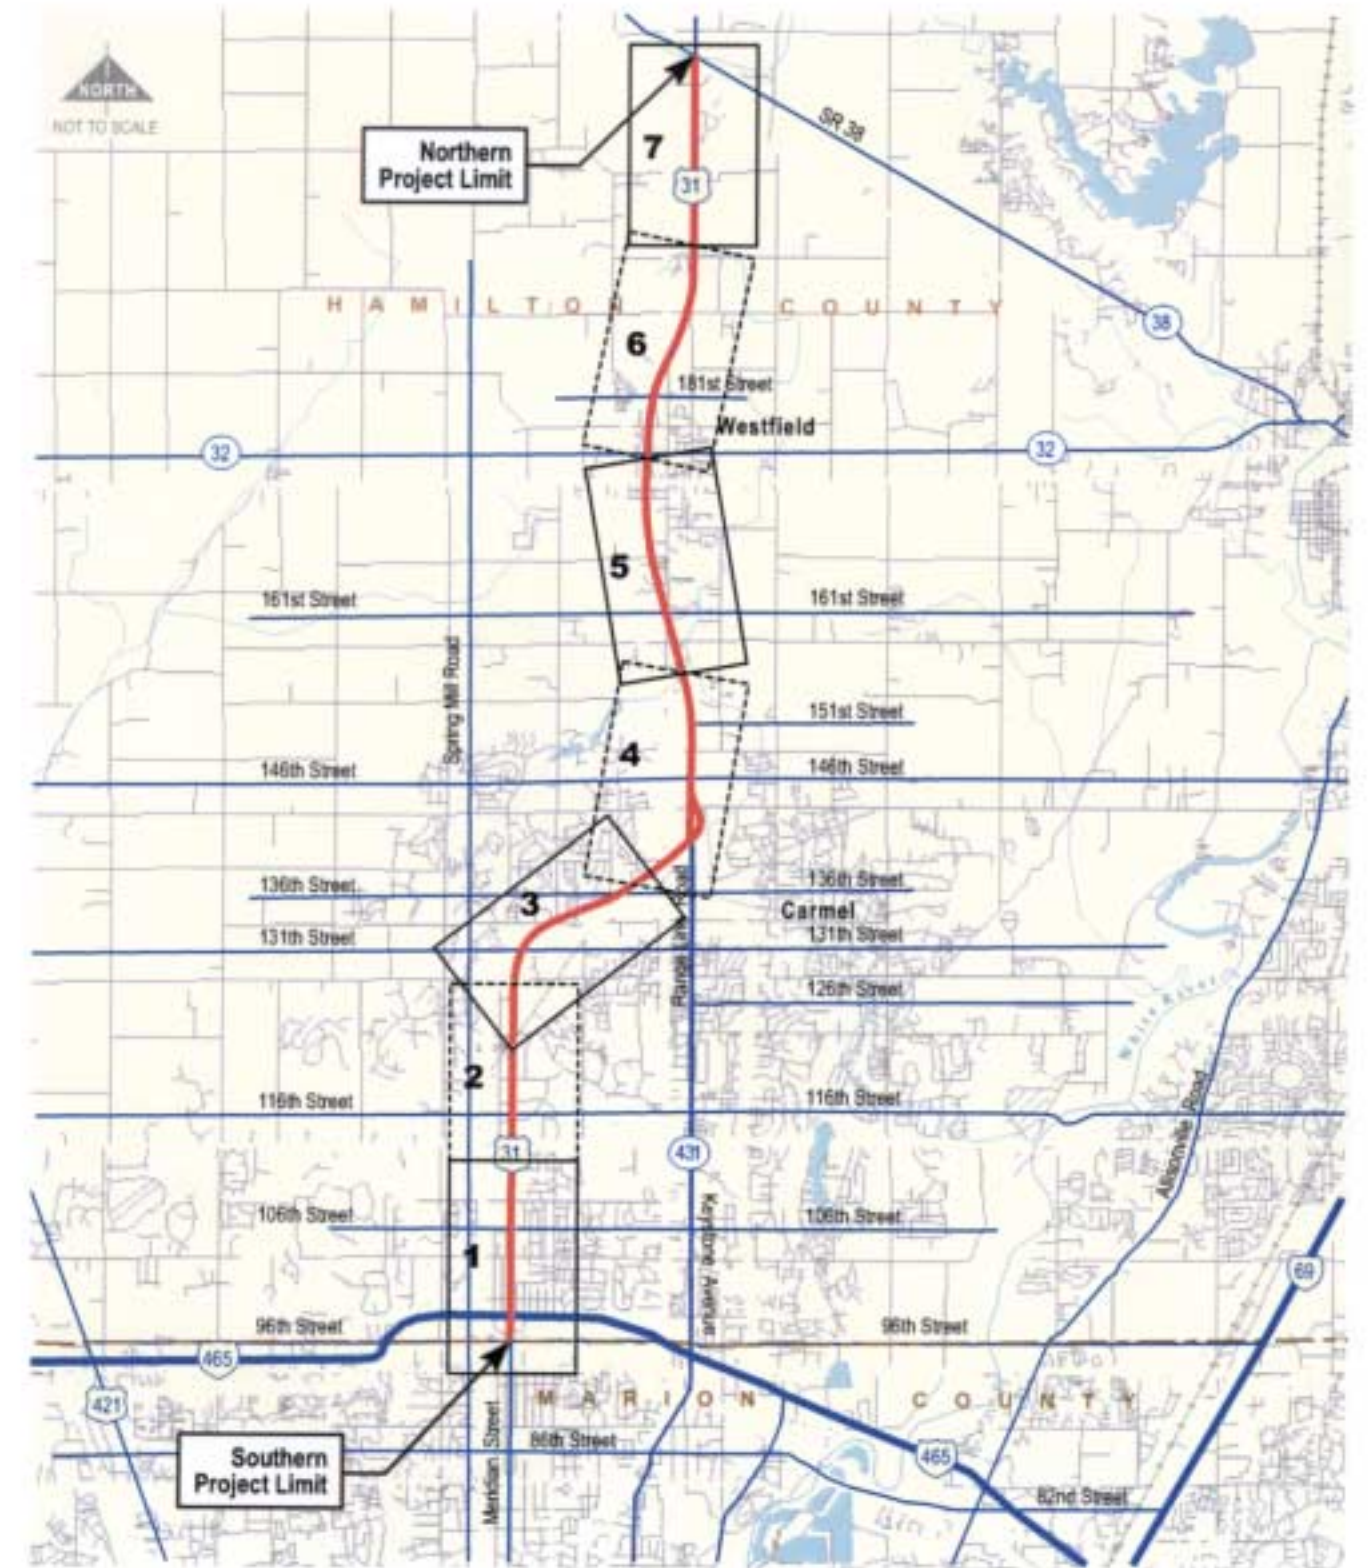 NORTH
NOT TO SCALE
Northern
Project Limit
7
31
SR 38
38
HAMILTON COUNTY
6
181st Street
Westfield
32
32
5
161st Street
161st Street
Spring Mill Road
151st Street
4
146th Street
146th Street
136th Street
136th Street
3
Carmel
131th Street
131th Street
Range Line Road
126th Street
White River
2
116th Street
116th Street
31
431
Allisonville Road
106th Street
106th Street
Keystone Avenue
1
69
96th Street
96th Street
465
421
MARION COUNTY
Meridian Street
86th Street
Southern
Project Limit
465
82nd Street